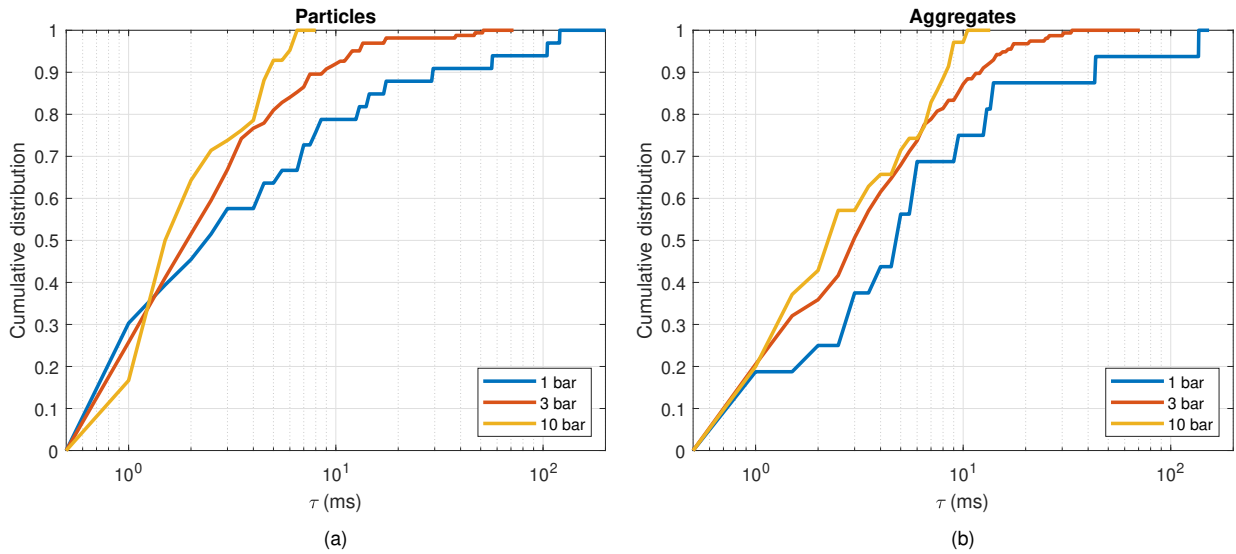 Particles
1
0.9
0.8
0.7
0.6
0.5
0.4
0.3
0.2
0.1
0
Cumulative distribution
10^0
10^1
10^2
τ (ms)
1 bar
3 bar
10 bar
(a)
Aggregates
1
0.9
0.8
0.7
0.6
0.5
0.4
0.3
0.2
0.1
0
Cumulative distribution
10^0
10^1
10^2
τ (ms)
1 bar
3 bar
10 bar
(b)